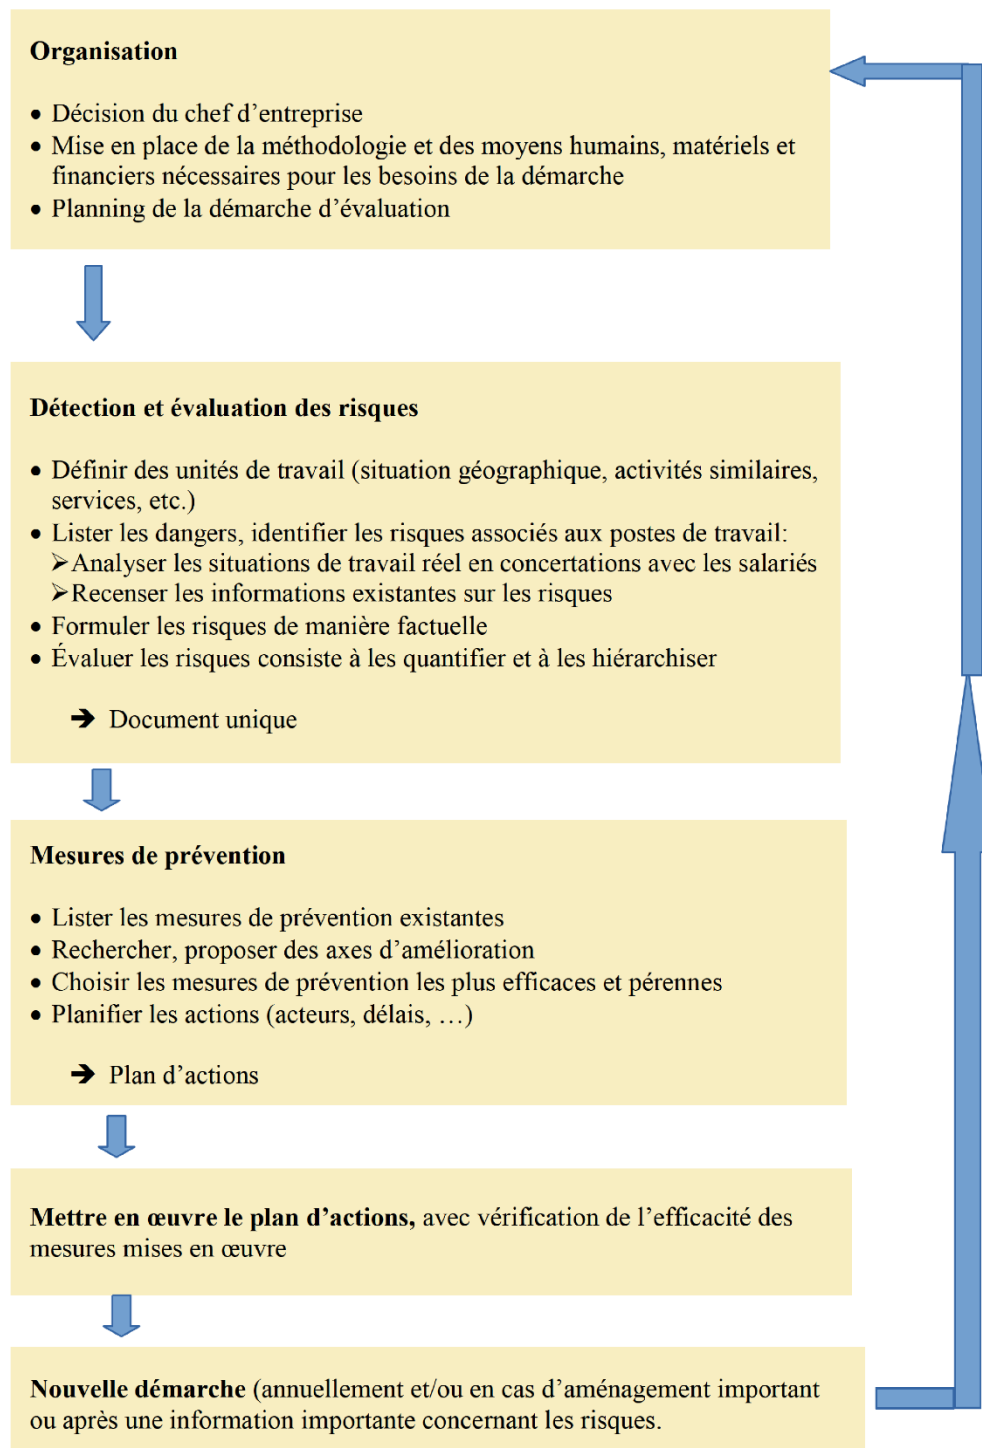 Organisation
• Décision du chef d’entreprise
• Mise en place de la méthodologie et des moyens humains, matériels et
financiers nécessaires pour les besoins de la démarche
• Planning de la démarche d’évaluation
Détection et évaluation des risques
• Définir des unités de travail (situation géographique, activités similaires,
services, etc.)
• Lister les dangers, identifier les risques associés aux postes de travail:
➢Analyser les situations de travail réel en concertations avec les salariés
➢Recenser les informations existantes sur les risques
• Formuler les risques de manière factuelle
• Évaluer les risques consiste à les quantifier et à les hiérarchiser
➔ Document unique
Mesures de prévention
• Lister les mesures de prévention existantes
• Rechercher, proposer des axes d’amélioration
• Choisir les mesures de prévention les plus efficaces et pérennes
• Planifier les actions (acteurs, délais, …)
➔ Plan d’actions
Mettre en œuvre le plan d’actions, avec vérification de l’efficacité des
mesures mises en œuvre
Nouvelle démarche (annuellement et/ou en cas d’aménagement important
ou après une information importante concernant les risques.